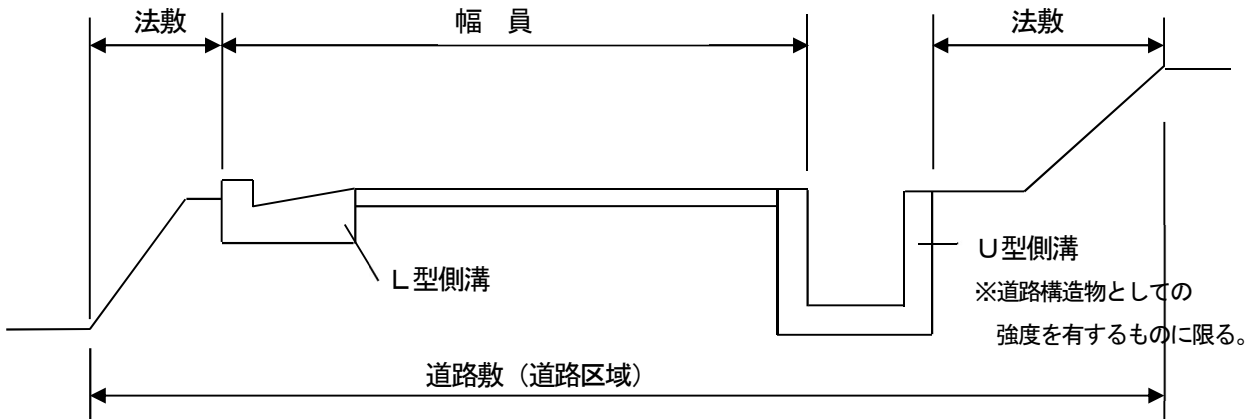 法敷
幅　員
法敷
L型側溝
U型側溝
※道路構造物としての
強度を有するものに限る。
道路敷（道路区域）